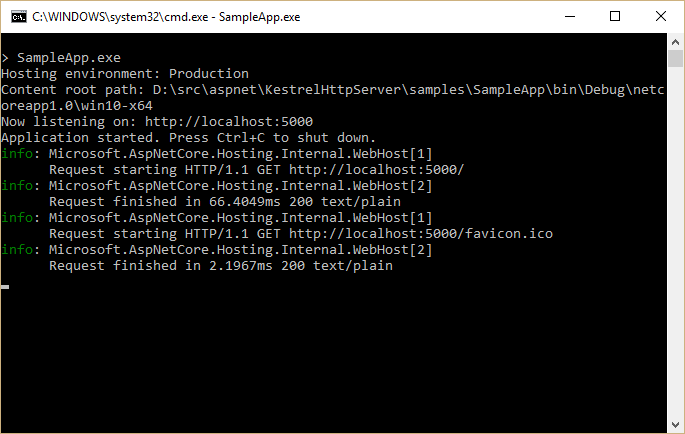 C:\WINDOWS\system32\cmd.exe - SampleApp.exe
> SampleApp.exe
Hosting environment: Production
Content root path: D:\src\aspnet\KestrelHttpServer\samples\SampleApp\bin\Debug\netc
oreapp1.0\win10-x64
Now listening on: http://localhost:5000
Application started. Press Ctrl+C to shut down.
info: Microsoft.AspNetCore.Hosting.Internal.WebHost[1]
      Request starting HTTP/1.1 GET http://localhost:5000/
info: Microsoft.AspNetCore.Hosting.Internal.WebHost[2]
      Request finished in 66.4049ms 200 text/plain
info: Microsoft.AspNetCore.Hosting.Internal.WebHost[1]
      Request starting HTTP/1.1 GET http://localhost:5000/favicon.ico
info: Microsoft.AspNetCore.Hosting.Internal.WebHost[2]
      Request finished in 2.1967ms 200 text/plain